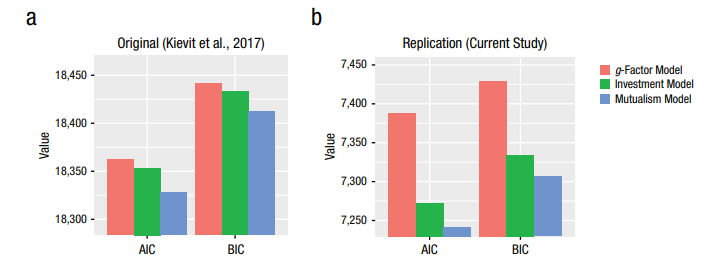 a
Original (Kievit et al., 2017)
Value
18,450
18,400
18,350
18,300
AIC
BIC
b
Replication (Current Study)
Value
7,450
7,400
7,350
7,300
7,250
AIC
BIC
g-Factor Model
Investment Model
Mutualism Model